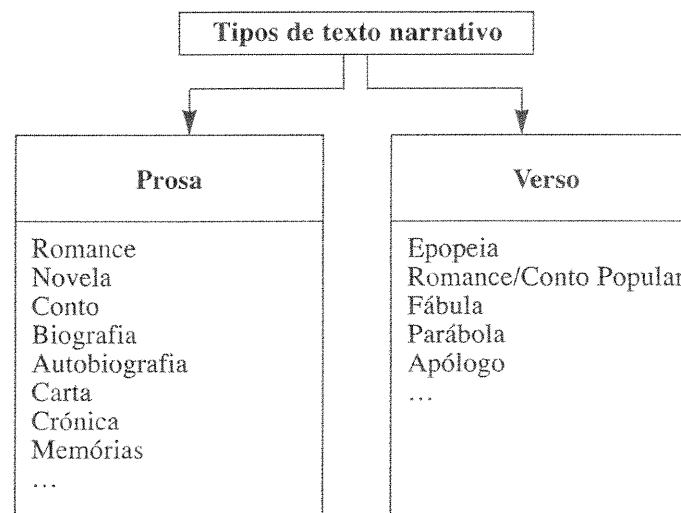 Tipos de texto narrativo
Prosa
Romance
Novela
Conto
Biografia
Autobiografia
Carta
Crónica
Memórias
…
Verso
Epopeia
Romance/Conto Popular
Fábula
Parábola
Apólogo
…